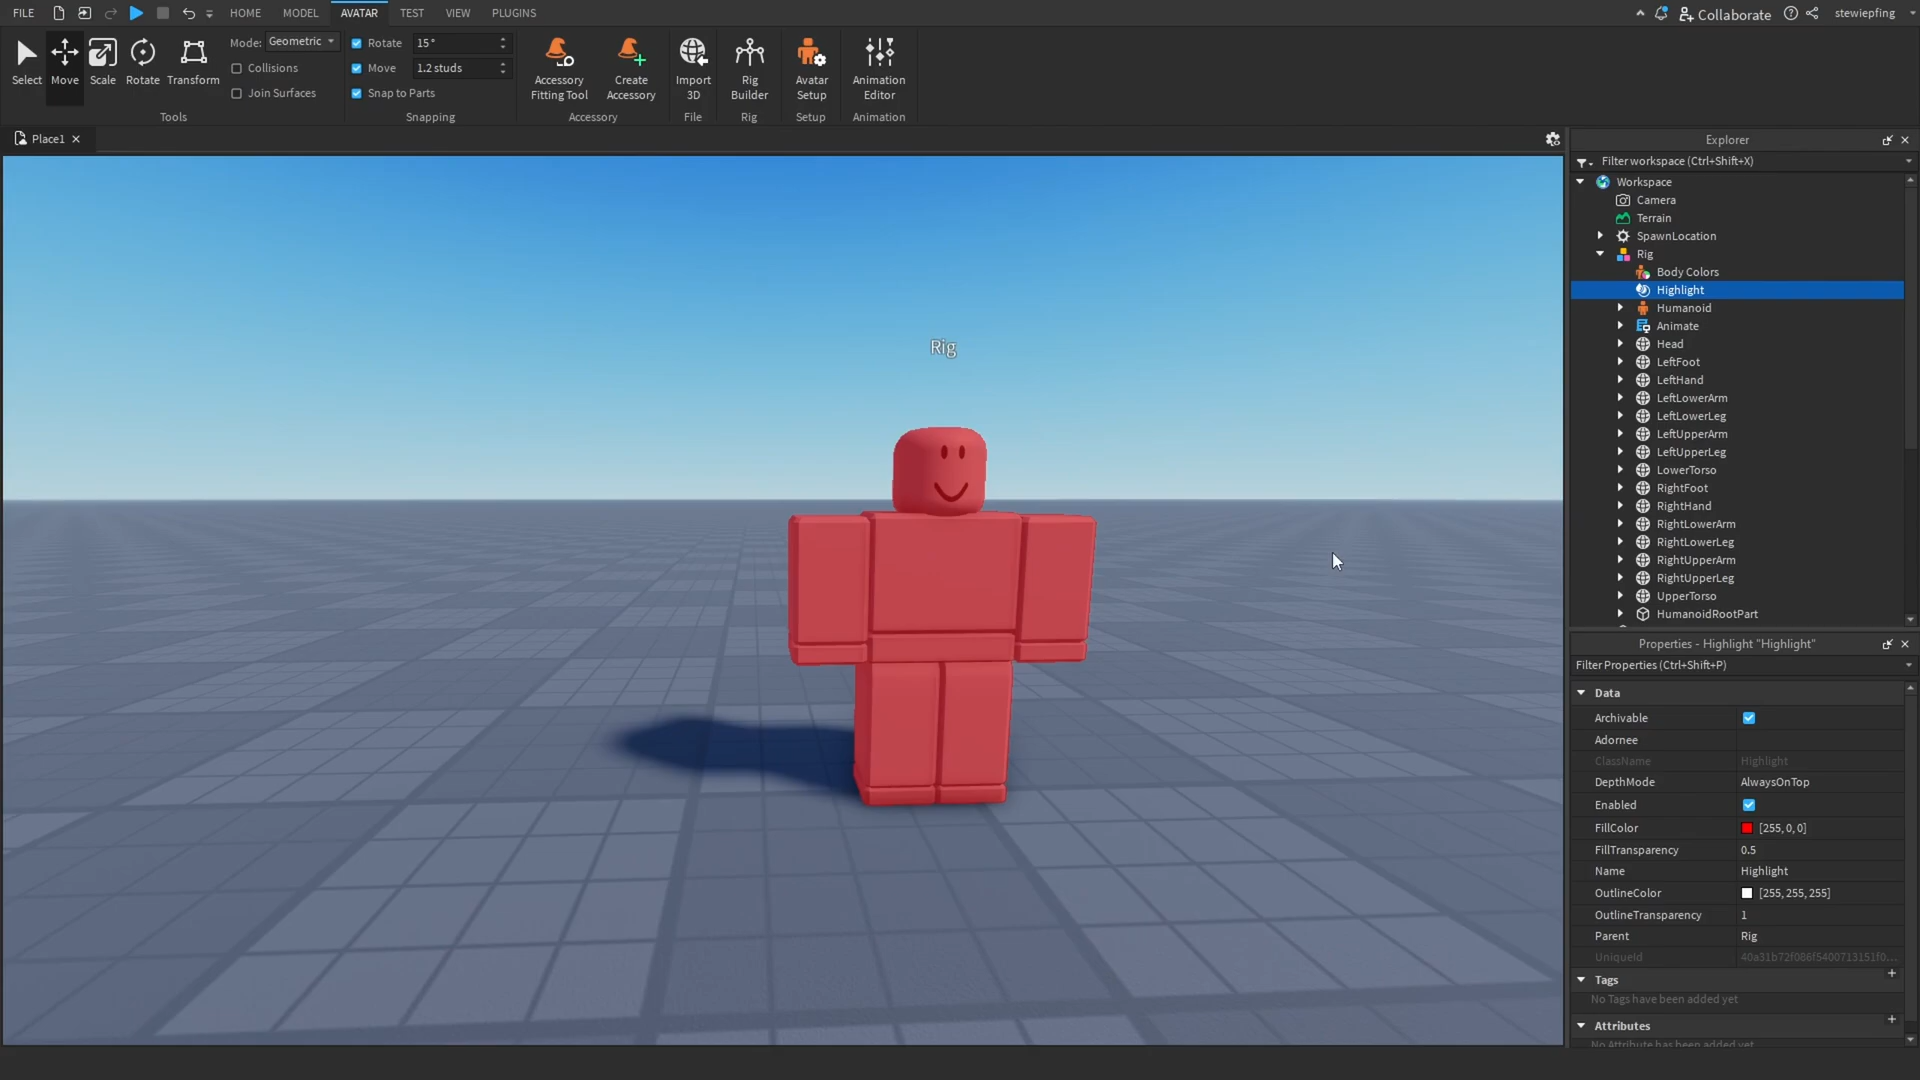 FILE HOME MODEL AVATAR TEST VIEW PLUGINS Collaborate stewiepfing
Select Move Scale Rotate Transform
Mode: Geometric
Collisions
Join Surfaces
Tools
Rotate 15°
Move 1.2 studs
Snap to Parts
Snapping
Accessory Fitting Tool
Create Accessory
Accessory
Import 3D
File
Rig Builder
Rig
Avatar Setup
Setup
Animation Editor
Animation
Place1
Rig
Explorer
Filter workspace (Ctrl+Shift+X)
Workspace
Camera
Terrain
SpawnLocation
Rig
Body Colors
Highlight
Humanoid
Animate
Head
LeftFoot
LeftHand
LeftLowerArm
LeftLowerLeg
LeftUpperArm
LeftUpperLeg
LowerTorso
RightFoot
RightHand
RightLowerArm
RightLowerLeg
RightUpperArm
RightUpperLeg
UpperTorso
HumanoidRootPart
Properties - Highlight "Highlight"
Filter Properties (Ctrl+Shift+P)
Data
Archivable
Adornee
ClassName Highlight
DepthMode AlwaysOnTop
Enabled
FillColor [255, 0, 0]
FillTransparency 0.5
Name Highlight
OutlineColor [255, 255, 255]
OutlineTransparency 1
Parent Rig
UniqueId 40a31b72f086f5400713151f0...
Tags
No Tags have been added yet
Attributes
No Attribute has been added yet